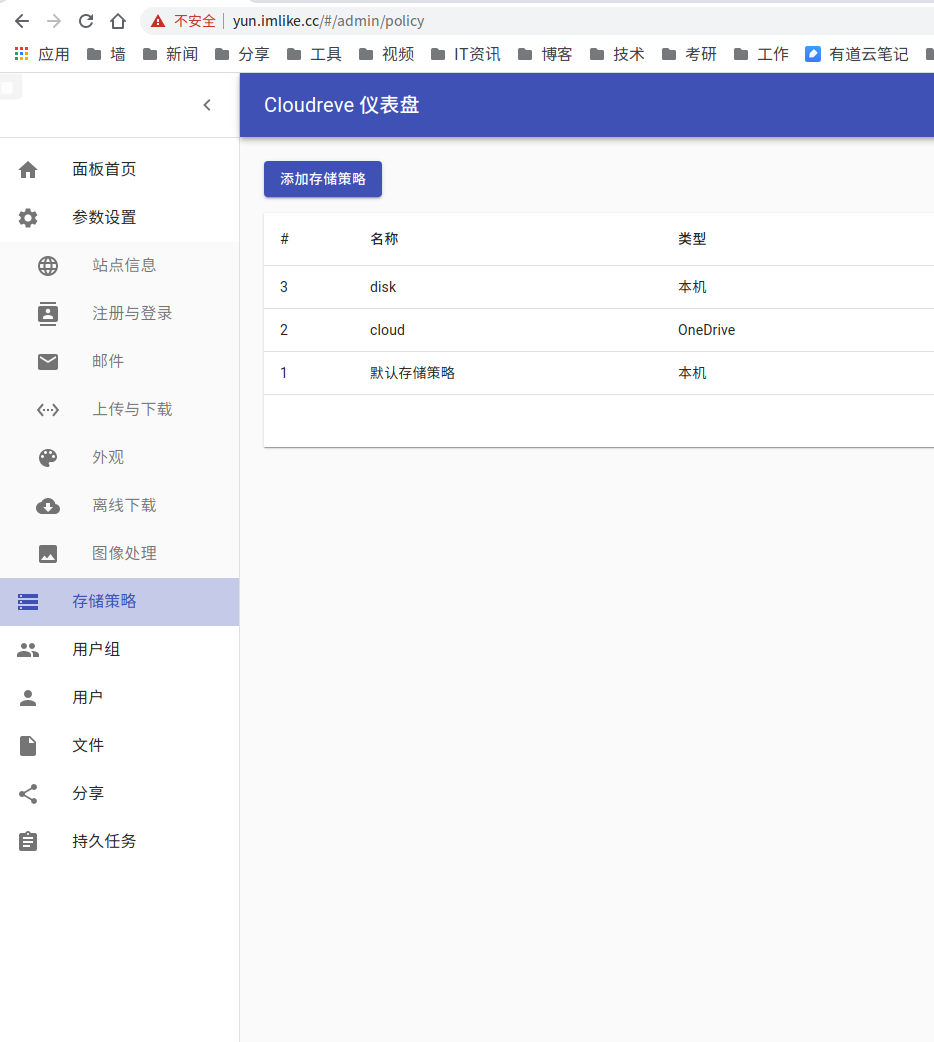 不安全 yun.imlike.cc/#/admin/policy
应用 墙 新闻 分享 工具 视频 IT资讯 博客 技术 考研 工作 有道云笔记
Cloudreve 仪表盘
面板首页
参数设置
站点信息
注册与登录
邮件
上传与下载
外观
离线下载
图像处理
存储策略
用户组
用户
文件
分享
持久任务
添加存储策略
# 名称 类型
3 disk 本机
2 cloud OneDrive
1 默认存储策略 本机